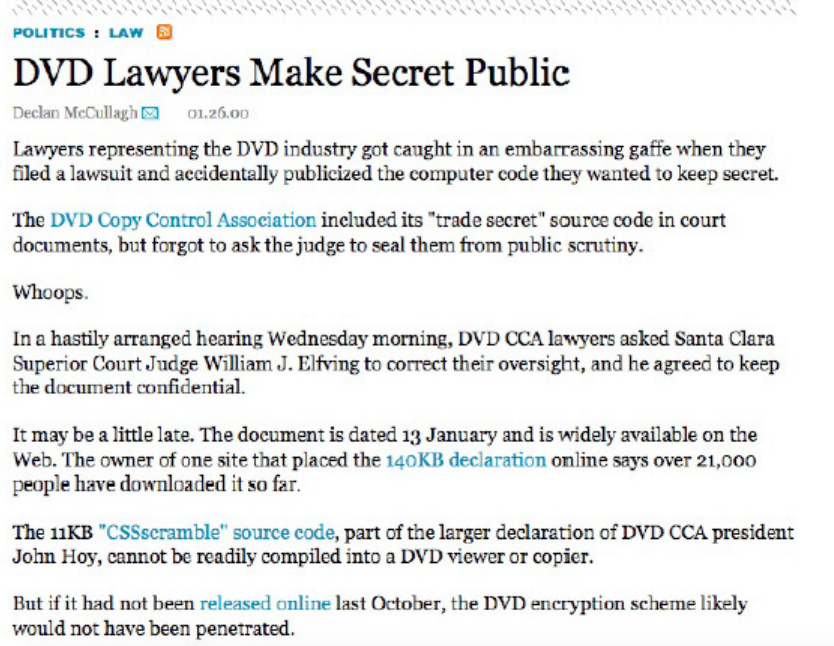 POLITICS : LAW
DVD Lawyers Make Secret Public
Declan McCullagh 01.26.00
Lawyers representing the DVD industry got caught in an embarrassing gaffe when they
filed a lawsuit and accidentally publicized the computer code they wanted to keep secret.
The DVD Copy Control Association included its "trade secret" source code in court
documents, but forgot to ask the judge to seal them from public scrutiny.
Whoops.
In a hastily arranged hearing Wednesday morning, DVD CCA lawyers asked Santa Clara
Superior Court Judge William J. Elfving to correct their oversight, and he agreed to keep
the document confidential.
It may be a little late. The document is dated 13 January and is widely available on the
Web. The owner of one site that placed the 140KB declaration online says over 21,000
people have downloaded it so far.
The 11KB "CSSscramble" source code, part of the larger declaration of DVD CCA president
John Hoy, cannot be readily compiled into a DVD viewer or copier.
But if it had not been released online last October, the DVD encryption scheme likely
would not have been penetrated.